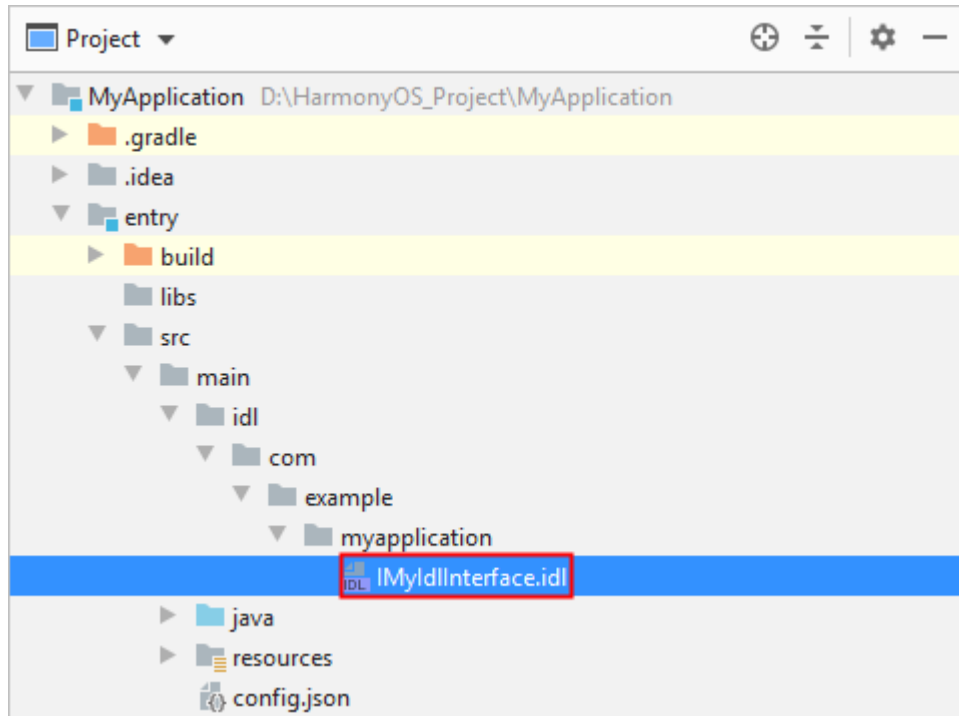 Project
MyApplication D:\HarmonyOS_Project\MyApplication
.gradle
.idea
entry
build
libs
src
main
idl
com
example
myapplication
IDL IMyIdlInterface.idl
java
resources
config.json